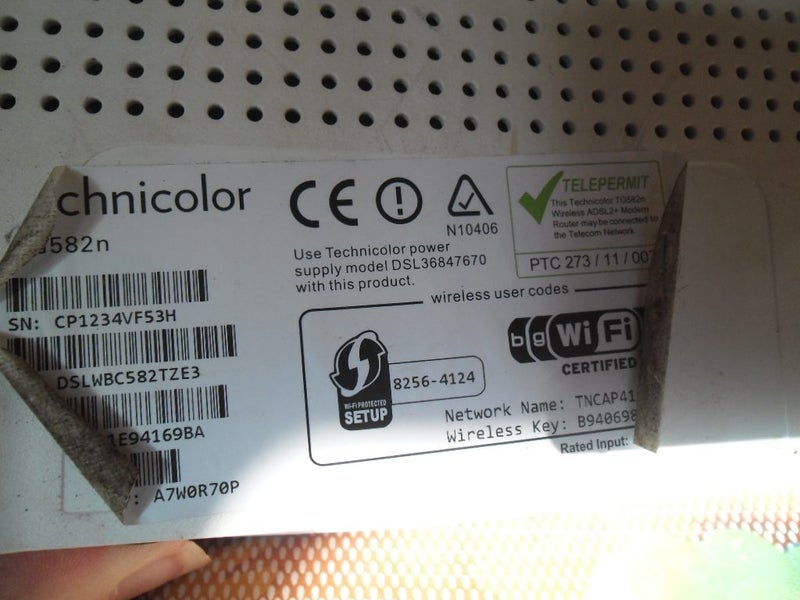 chnicolor
582n
SN: CP1234VF53H
DSLWBC582TZE3
1E94169BA
: A7W0R70P
CE
N10406
Use Technicolor power
supply model DSL36847670
with this product.
TELEPERMIT
This Technicolor TG582n
Wireless ADSL2+ Modem
Router may be connected to
the Telecom Network.
PTC 273 / 11 / 007
wireless user codes
Wi-Fi PROTECTED
SETUP
8256-4124
b g Wi Fi
CERTIFIED
Network Name: TNCAP41
Wireless Key: B940698
Rated Input: